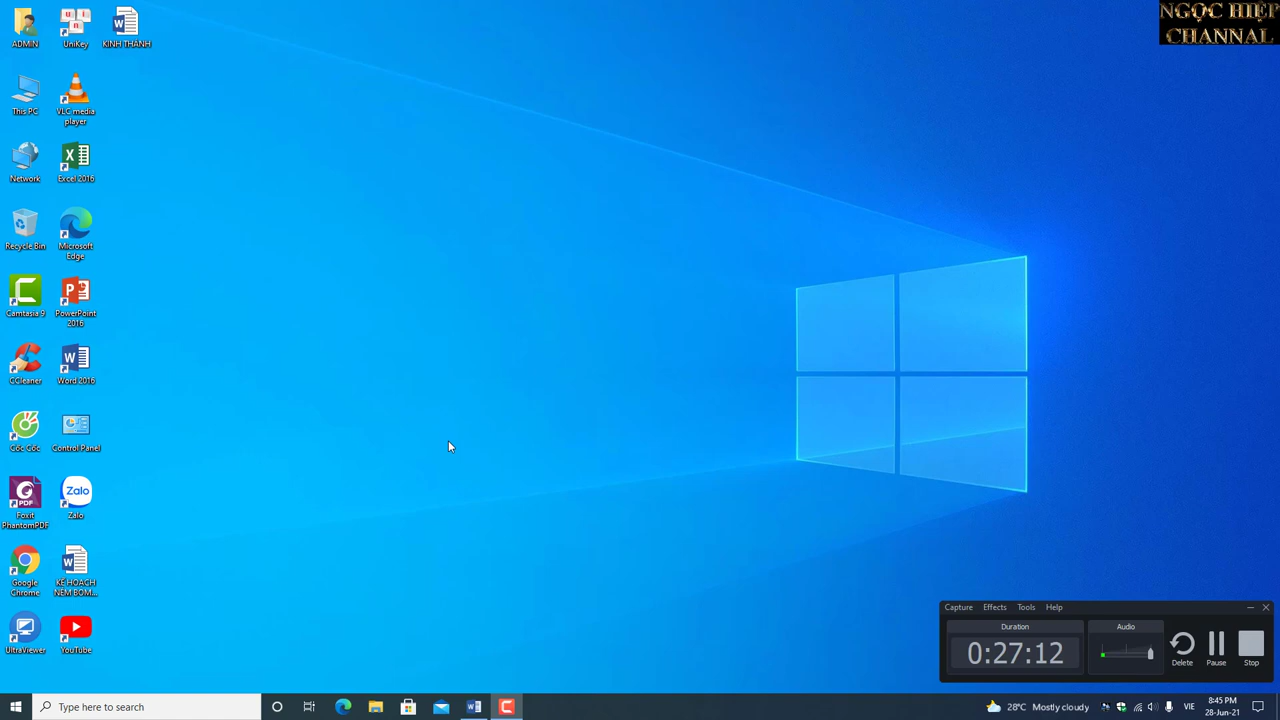 NGỌC HIỆP
CHANNAL
ADMIN
UniKey
KINH THANH
This PC
VLC media
player
Network
Excel 2016
Recycle Bin
Microsoft
Edge
Camtasia 9
PowerPoint
2016
CCleaner
Word 2016
Cốc Cốc
Control Panel
Foxit
PhantomPDF
Zalo
Zalo
Google
Chrome
KẾ HOẠCH
NÉM BOM...
UltraViewer
YouTube
Capture Effects Tools Help
Duration
Audio
0:27:12
Delete
Pause
Stop
Type here to search
28°C Mostly cloudy
VIE
8:45 PM
28-Jun-21